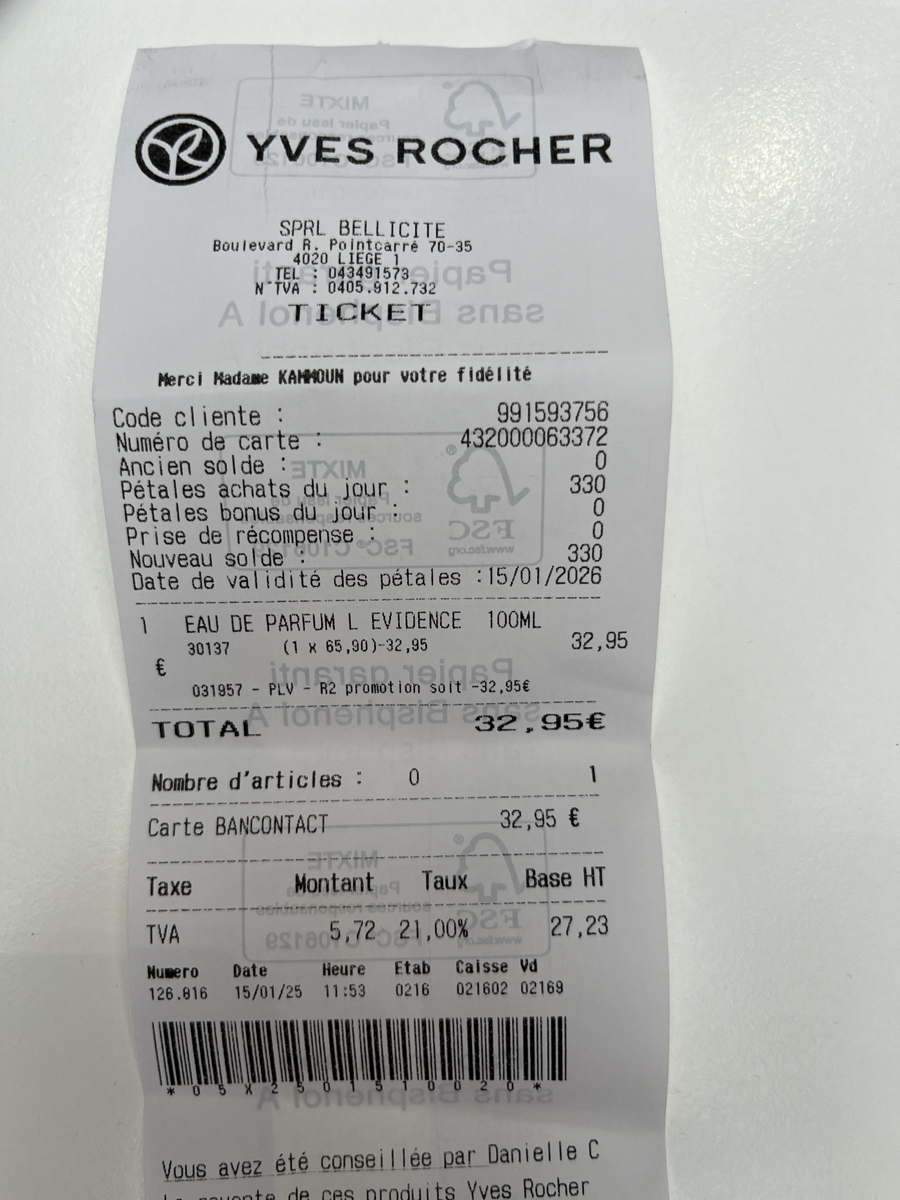 YVES ROCHER
SPRL BELLICITE
Boulevard R. Pointcarré 70-35
4020 LIEGE 1
TEL : 043491573
N°TVA : 0405.912.732
TICKET
Merci Madame KAMMOUN pour votre fidélité
Code cliente : 991593756
Numéro de carte : 432000063372
Ancien solde : 0
Pétales achats du jour : 330
Pétales bonus du jour : 0
Prise de récompense : 0
Nouveau solde : 330
Date de validité des pétales :15/01/2026
1 EAU DE PARFUM L EVIDENCE 100ML
30137 (1 x 65,90)-32,95 32,95
€
031957 - PLV - R2 promotion soit -32,95€
TOTAL 32,95€
Nombre d'articles : 0 1
Carte BANCONTACT 32,95 €
Taxe Montant Taux Base HT
TVA 5,72 21,00% 27,23
Numero Date Heure Etab Caisse Vd
126.816 15/01/25 11:53 0216 021602 02169
Vous avez été conseillée par Danielle C
de ces produits Yves Rocher